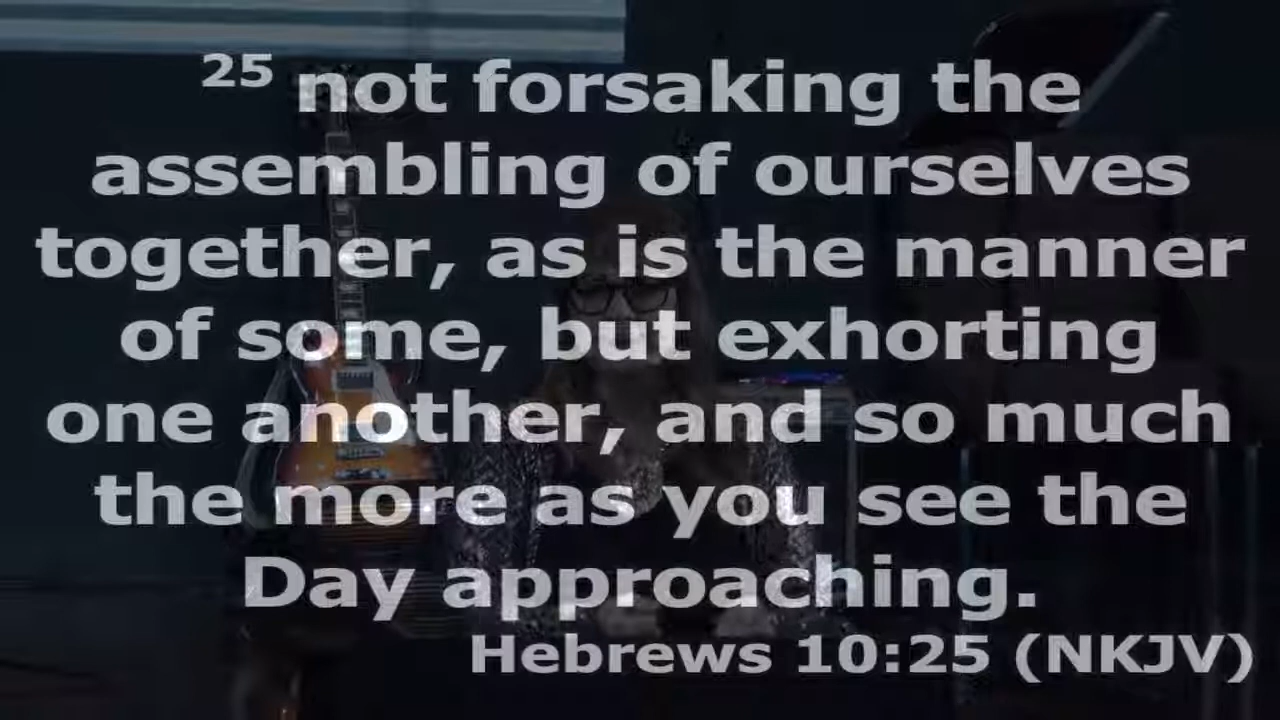 25 not forsaking the
assembling of ourselves
together, as is the manner
of some, but exhorting
one another, and so much
the more as you see the
Day approaching.
Hebrews 10:25 (NKJV)